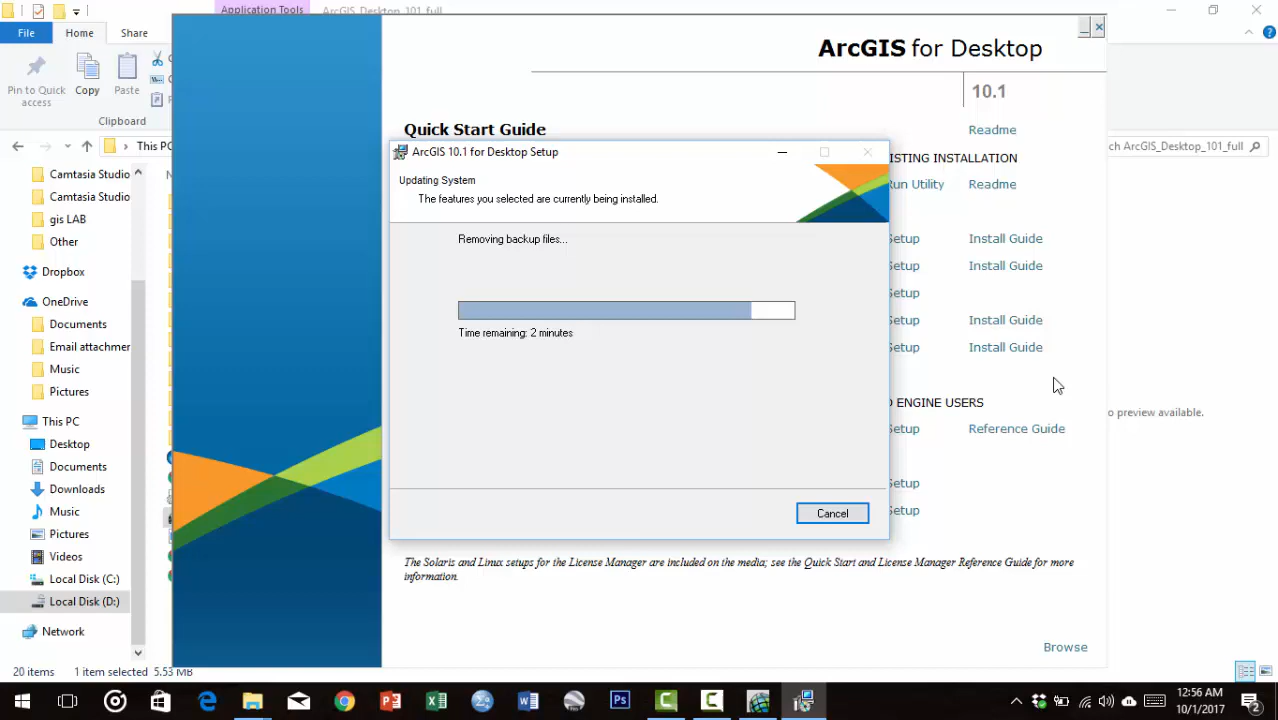 Application Tools
ArcGIS_Desktop_101_full
File
Home
Share
Pin to Quick access
Copy
Paste
Clipboard
This PC
ch ArcGIS_Desktop_101_full
Camtasia Studio
Camtasia Studio
gis LAB
Other
Dropbox
OneDrive
Documents
Email attachmer
Music
Pictures
This PC
Desktop
Documents
Downloads
Music
Pictures
Videos
Local Disk (C:)
Local Disk (D:)
Network
20 items
1 item selected 5.53 MB
ArcGIS for Desktop
10.1
Quick Start Guide
Readme
ISTING INSTALLATION
Run Utility
Readme
Setup
Install Guide
Setup
Install Guide
Setup
Setup
Install Guide
Setup
Install Guide
ENGINE USERS
Setup
Reference Guide
Setup
Setup
The Solaris and Linux setups for the License Manager are included on the media; see the Quick Start and License Manager Reference Guide for more
information.
Browse
o preview available.
ArcGIS 10.1 for Desktop Setup
Updating System
The features you selected are currently being installed.
Removing backup files...
Time remaining: 2 minutes
Cancel
12:56 AM
10/1/2017
2